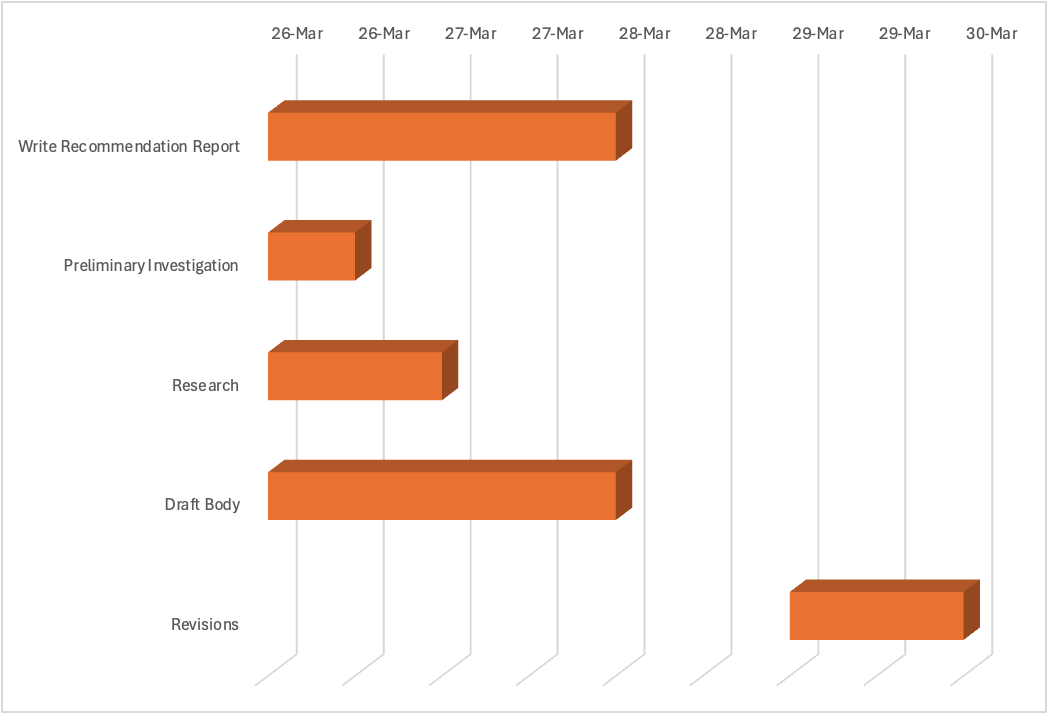 26-Mar 26-Mar 27-Mar 27-Mar 28-Mar 28-Mar 29-Mar 29-Mar 30-Mar
Write Recommendation Report
Preliminary Investigation
Research
Draft Body
Revisions